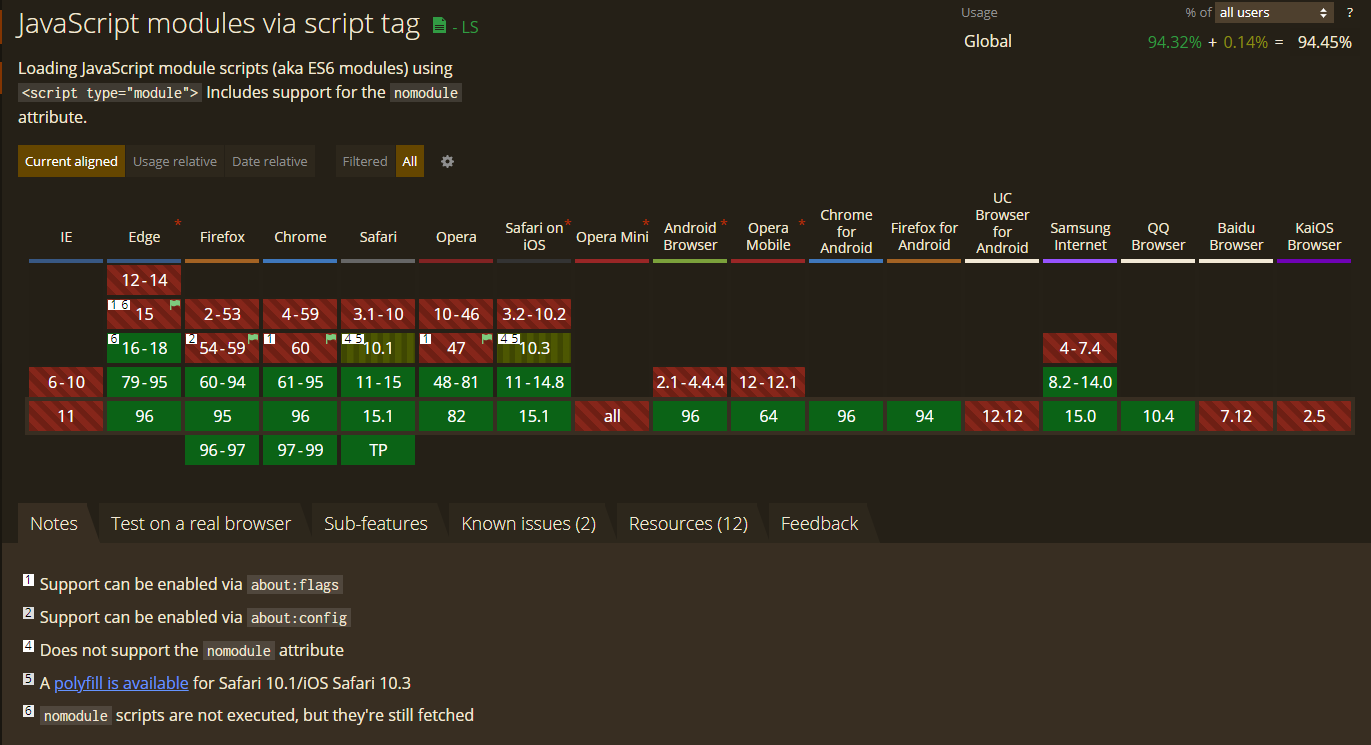 JavaScript modules via script tag - LS
Usage % of all users ?
Global 94.32% + 0.14% = 94.45%
Loading JavaScript module scripts (aka ES6 modules) using
<script type="module"> Includes support for the nomodule
attribute.
Current aligned Usage relative Date relative Filtered All
IE Edge * Firefox Chrome Safari Opera Safari on iOS * Opera Mini * Android Browser * Opera Mobile * Chrome for Android Firefox for Android UC Browser for Android Samsung Internet QQ Browser Baidu Browser KaiOS Browser
12-14
1 6 15 2-53 4-59 3.1-10 10-46 3.2-10.2
6 16-18 2 54-59 1 60 4 5 10.1 1 47 4 5 10.3 4-7.4
6-10 79-95 60-94 61-95 11-15 48-81 11-14.8 2.1-4.4.4 12-12.1 8.2-14.0
11 96 95 96 15.1 82 15.1 all 96 64 96 94 12.12 15.0 10.4 7.12 2.5
96-97 97-99 TP
Notes Test on a real browser Sub-features Known issues (2) Resources (12) Feedback
1 Support can be enabled via about:flags
2 Support can be enabled via about:config
4 Does not support the nomodule attribute
5 A polyfill is available for Safari 10.1/iOS Safari 10.3
6 nomodule scripts are not executed, but they're still fetched